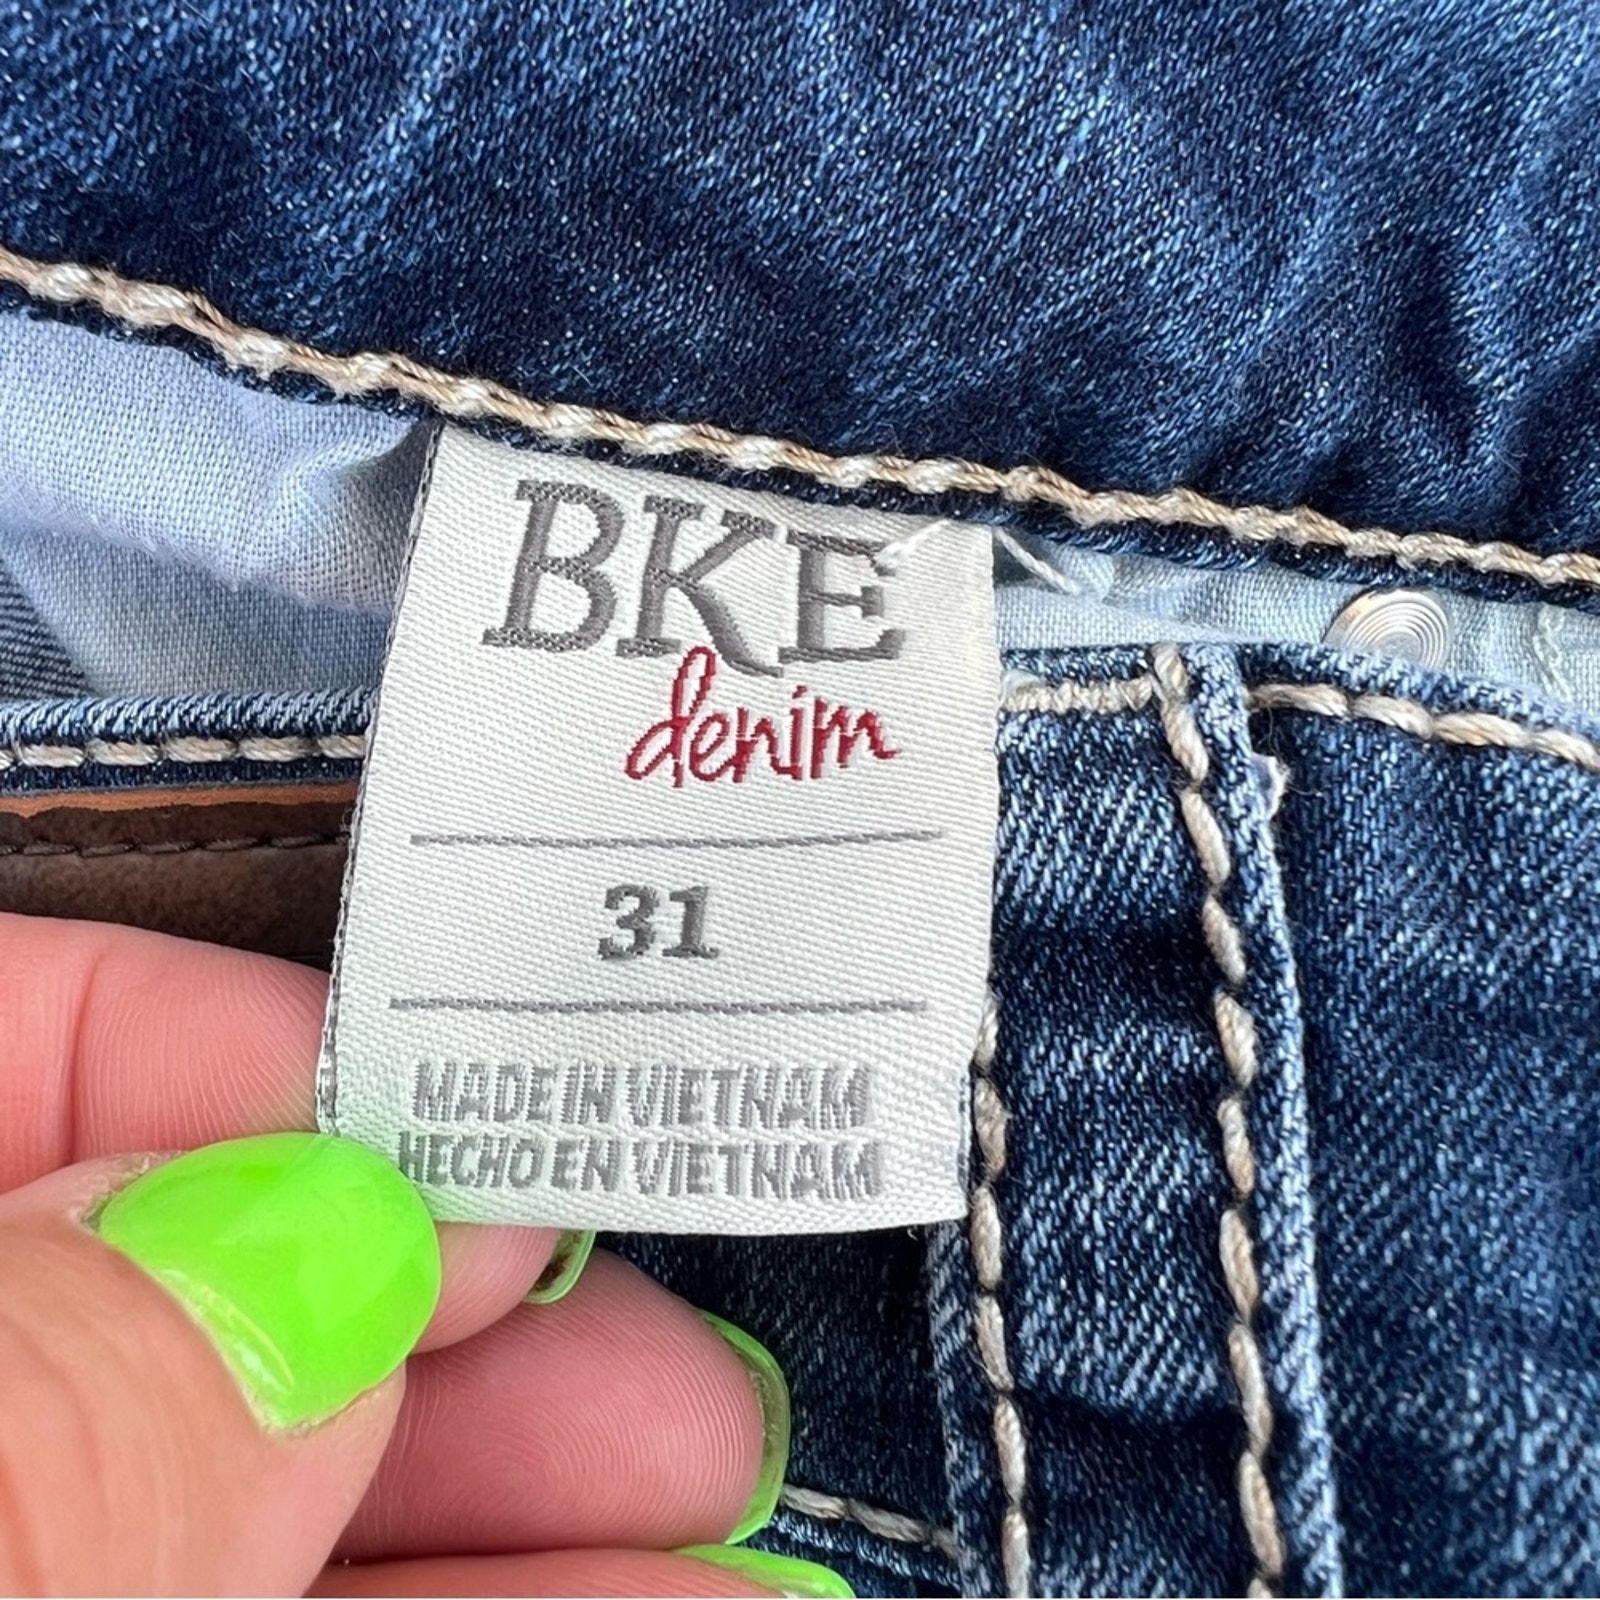 BKE
denim
31
MADE IN VIETNAM
HECHO EN VIETNAM